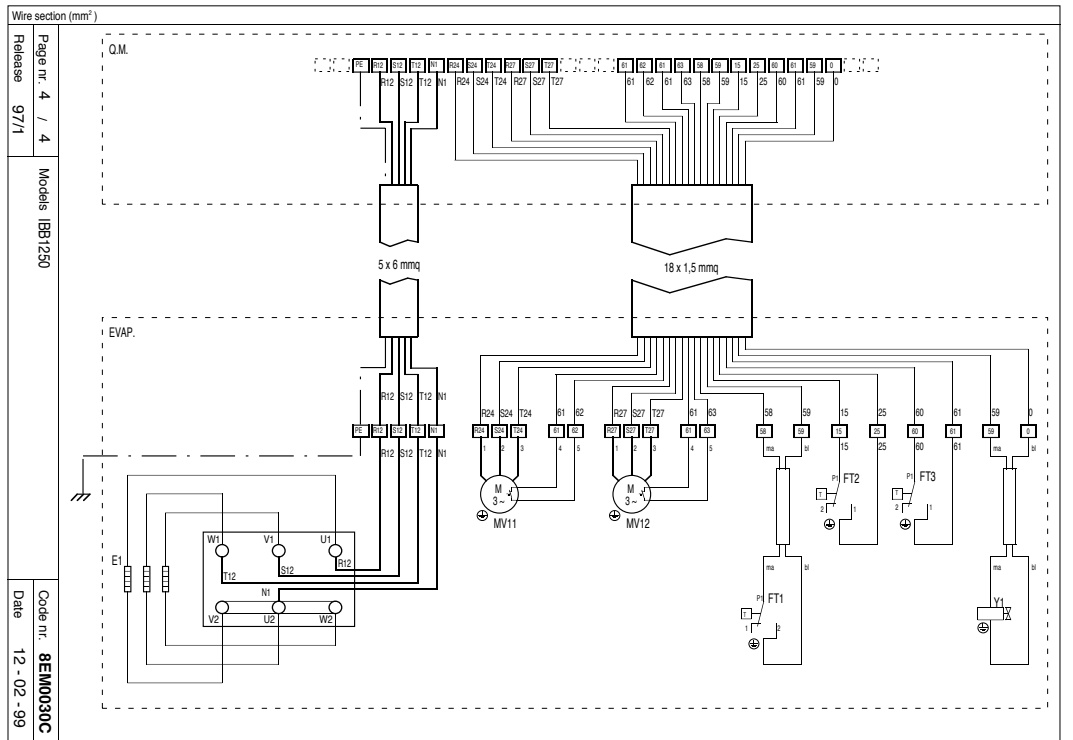 Wire section (mm²)
Page nr. 4 / 4
Release 97/1
Models IBB1250
Code nr. 8EM0030C
Date 12 - 02 - 99
Q.M.
PE R12 S12 T12 N1 R24 S24 T24 R27 S27 T27
61 62 61 63 58 59 15 25 60 61 59 0
R12 S12 T12 N1 R24 S24 T24 R27 S27 T27
61 62 61 63 58 59 15 25 60 61 59 0
5 x 6 mmq
18 x 1,5 mmq
EVAP.
R12 S12 T12 N1
R24 S24 T24 61 62 R27 S27 T27 61 63 58 59 15 25 60 61 59 0
PE R12 S12 T12 N1
R24 S24 T24 61 62 R27 S27 T27 61 63 58 59 15 25 60 61 59 0
R12 S12 T12 N1
1 2 3 4 5
1 2 3 4 5
ma bl
15 25
60 61
ma bl
M
3 ~
MV11
M
3 ~
MV12
P1 FT2
T
2 1
P1 FT3
T
2 1
E1
W1 V1 U1
T12 S12 R12
N1
V2 U2 W2
ma bl
P1 FT1
T
1 2
ma bl
Y1